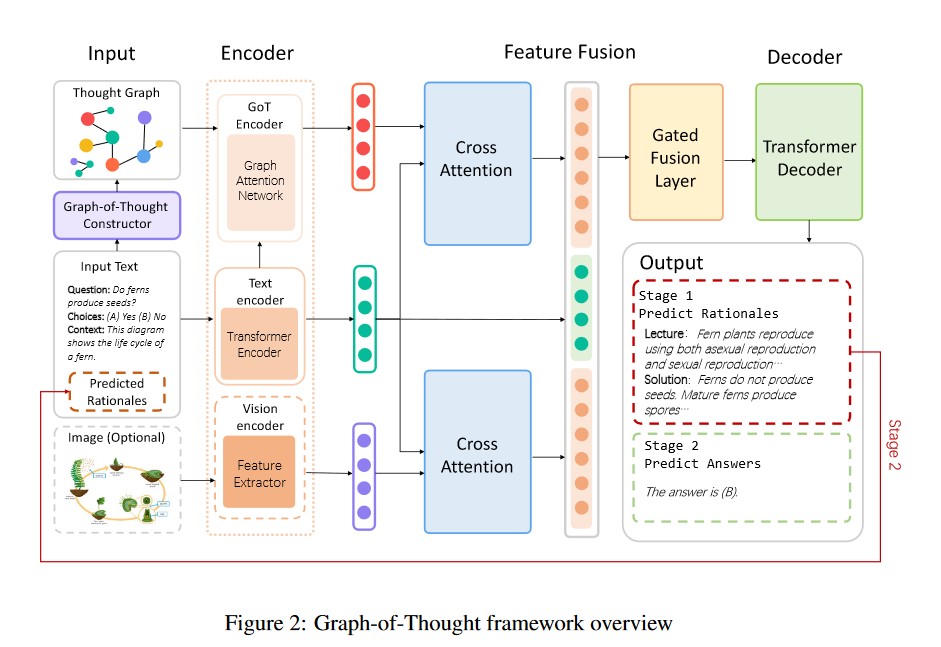 Input
Encoder
Feature Fusion
Decoder
Thought Graph
Graph-of-Thought
Constructor
Input Text
Question: Do ferns
produce seeds?
Choices: (A) Yes (B) No
Context: This diagram
shows the life cycle of
a fern.
Predicted
Rationales
Image (Optional)
GoT
Encoder
Graph
Attention
Network
Text
encoder
Transformer
Encoder
Vision
encoder
Feature
Extractor
Cross
Attention
Cross
Attention
Gated
Fusion
Layer
Transformer
Decoder
Output
Stage 1
Predict Rationales
Lecture: Fern plants reproduce
using both asexual reproduction
and sexual reproduction…
Solution: Ferns do not produce
seeds. Mature ferns produce
spores…
Stage 2
Predict Answers
The answer is (B).
Stage 2
Figure 2: Graph-of-Thought framework overview